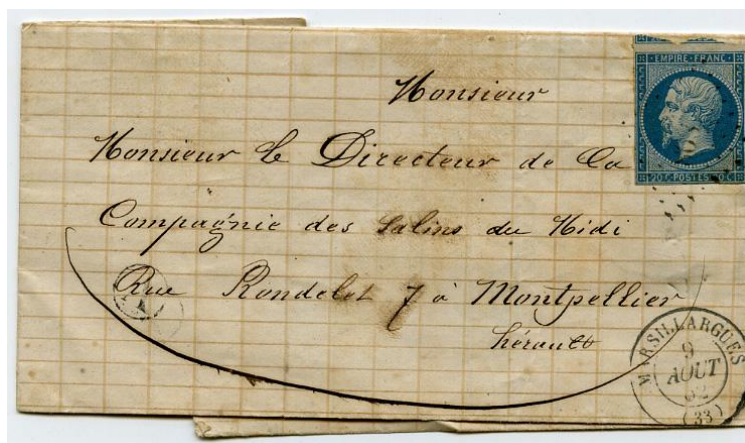 EMPIRE FRANC
20 C POSTES 20 C
Monsieur
Monsieur le Directeur de la
Compagnie des Salins du Midi
Rue Rondelet 7 à Montpellier
hérault
MARSILLARGUES
9
AOUT
62
(33)